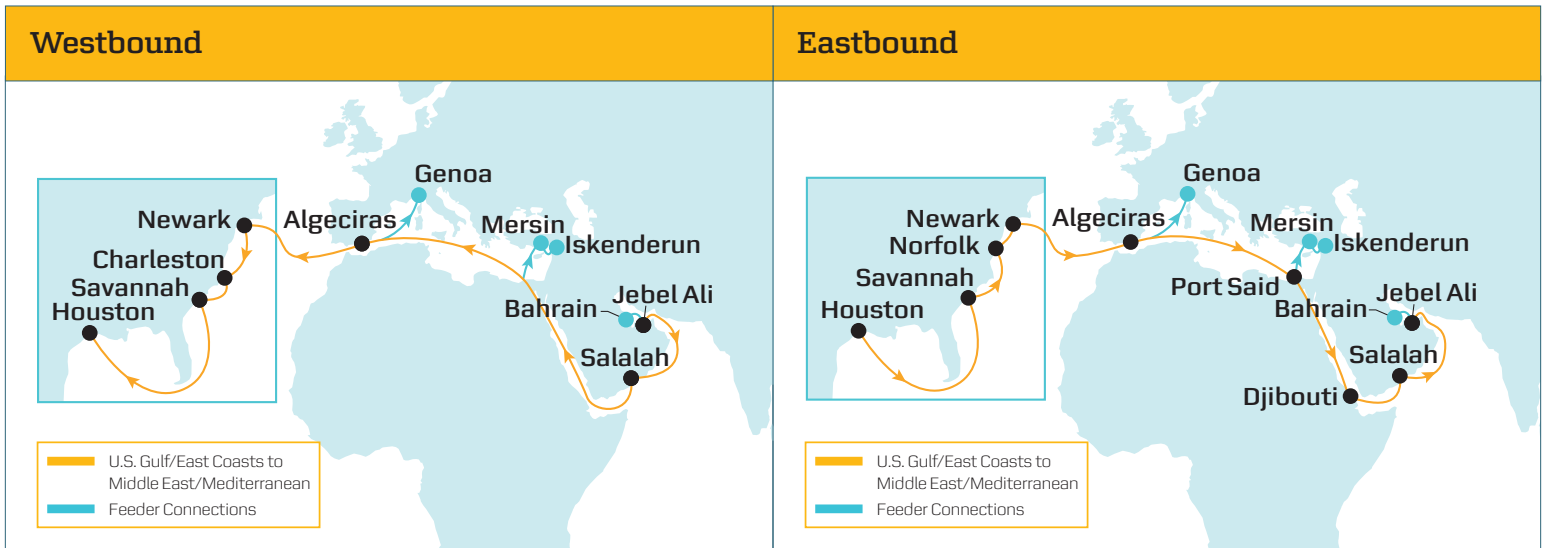 Westbound
Genoa
Newark
Algeciras
Mersin
Iskenderun
Charleston
Savannah
Houston
Bahrain
Jebel Ali
Salalah
U.S. Gulf/East Coasts to
Middle East/Mediterranean
Feeder Connections
Eastbound
Genoa
Newark
Algeciras
Mersin
Norfolk
Iskenderun
Savannah
Port Said
Houston
Bahrain
Jebel Ali
Salalah
Djibouti
U.S. Gulf/East Coasts to
Middle East/Mediterranean
Feeder Connections